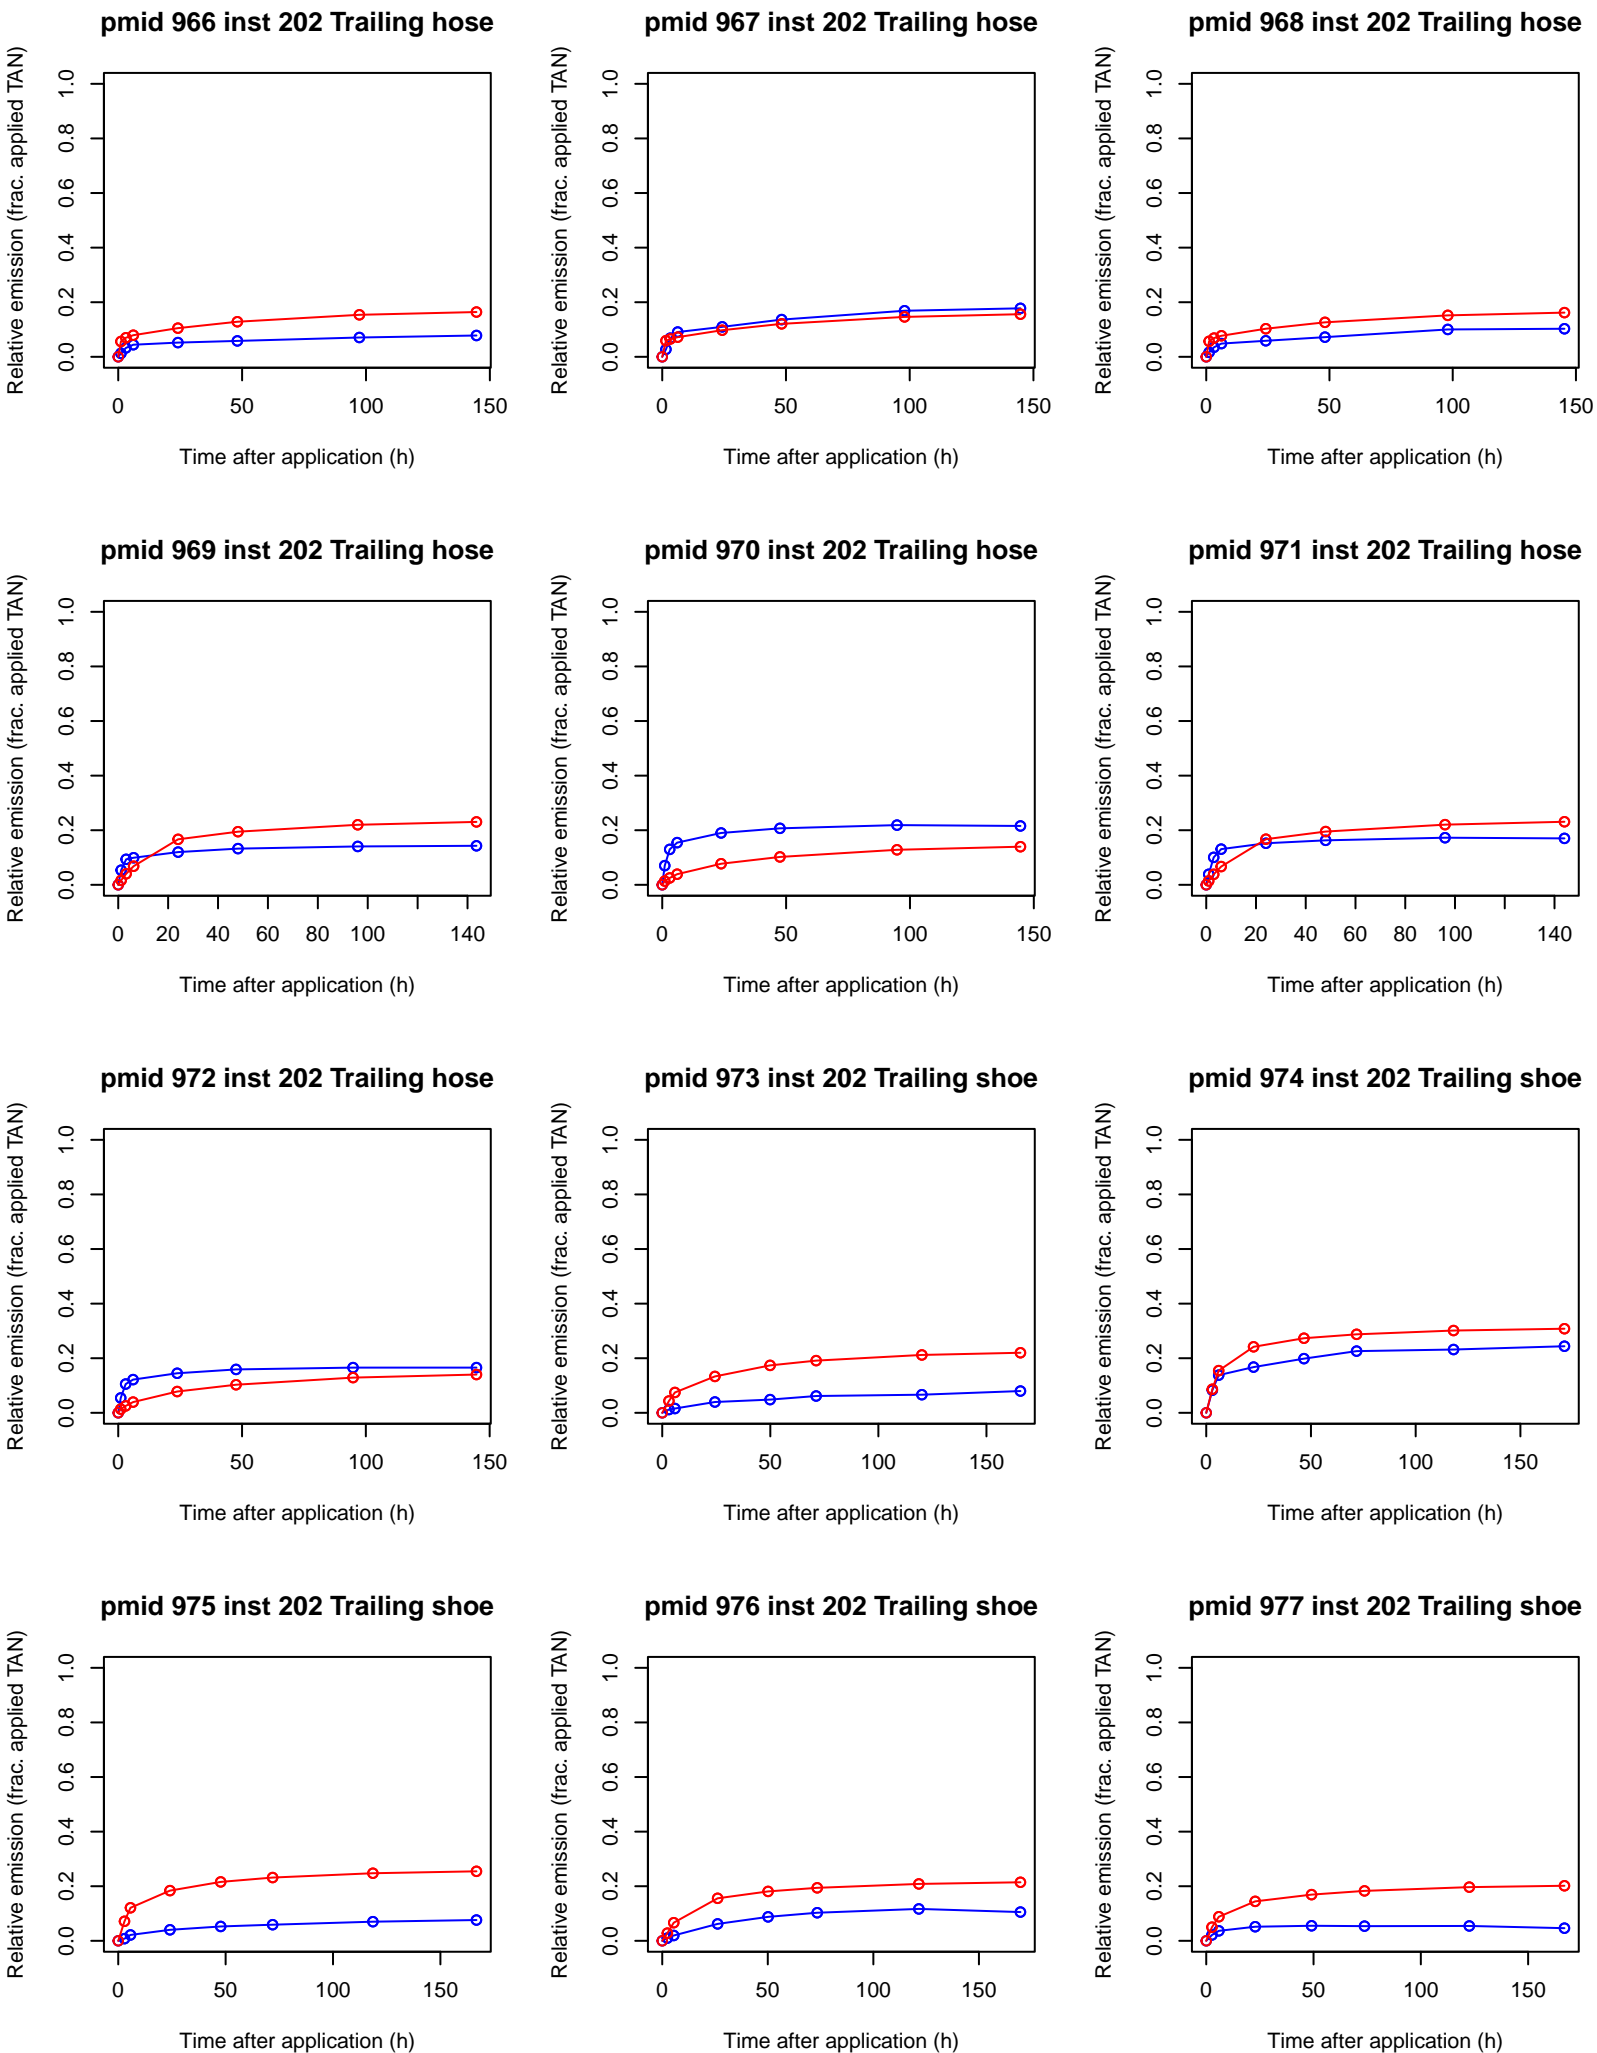 pmid 966 inst 202 Trailing hose
Relative emission (frac. applied TAN)
1.0
0.8
0.6
0.4
0.2
0.0
0 50 100 150
Time after application (h)
pmid 967 inst 202 Trailing hose
Relative emission (frac. applied TAN)
1.0
0.8
0.6
0.4
0.2
0.0
0 50 100 150
Time after application (h)
pmid 968 inst 202 Trailing hose
Relative emission (frac. applied TAN)
1.0
0.8
0.6
0.4
0.2
0.0
0 50 100 150
Time after application (h)
pmid 969 inst 202 Trailing hose
Relative emission (frac. applied TAN)
1.0
0.8
0.6
0.4
0.2
0.0
0 20 40 60 80 100 140
Time after application (h)
pmid 970 inst 202 Trailing hose
Relative emission (frac. applied TAN)
1.0
0.8
0.6
0.4
0.2
0.0
0 50 100 150
Time after application (h)
pmid 971 inst 202 Trailing hose
Relative emission (frac. applied TAN)
1.0
0.8
0.6
0.4
0.2
0.0
0 20 40 60 80 100 140
Time after application (h)
pmid 972 inst 202 Trailing hose
Relative emission (frac. applied TAN)
1.0
0.8
0.6
0.4
0.2
0.0
0 50 100 150
Time after application (h)
pmid 973 inst 202 Trailing shoe
Relative emission (frac. applied TAN)
1.0
0.8
0.6
0.4
0.2
0.0
0 50 100 150
Time after application (h)
pmid 974 inst 202 Trailing shoe
Relative emission (frac. applied TAN)
1.0
0.8
0.6
0.4
0.2
0.0
0 50 100 150
Time after application (h)
pmid 975 inst 202 Trailing shoe
Relative emission (frac. applied TAN)
1.0
0.8
0.6
0.4
0.2
0.0
0 50 100 150
Time after application (h)
pmid 976 inst 202 Trailing shoe
Relative emission (frac. applied TAN)
1.0
0.8
0.6
0.4
0.2
0.0
0 50 100 150
Time after application (h)
pmid 977 inst 202 Trailing shoe
Relative emission (frac. applied TAN)
1.0
0.8
0.6
0.4
0.2
0.0
0 50 100 150
Time after application (h)